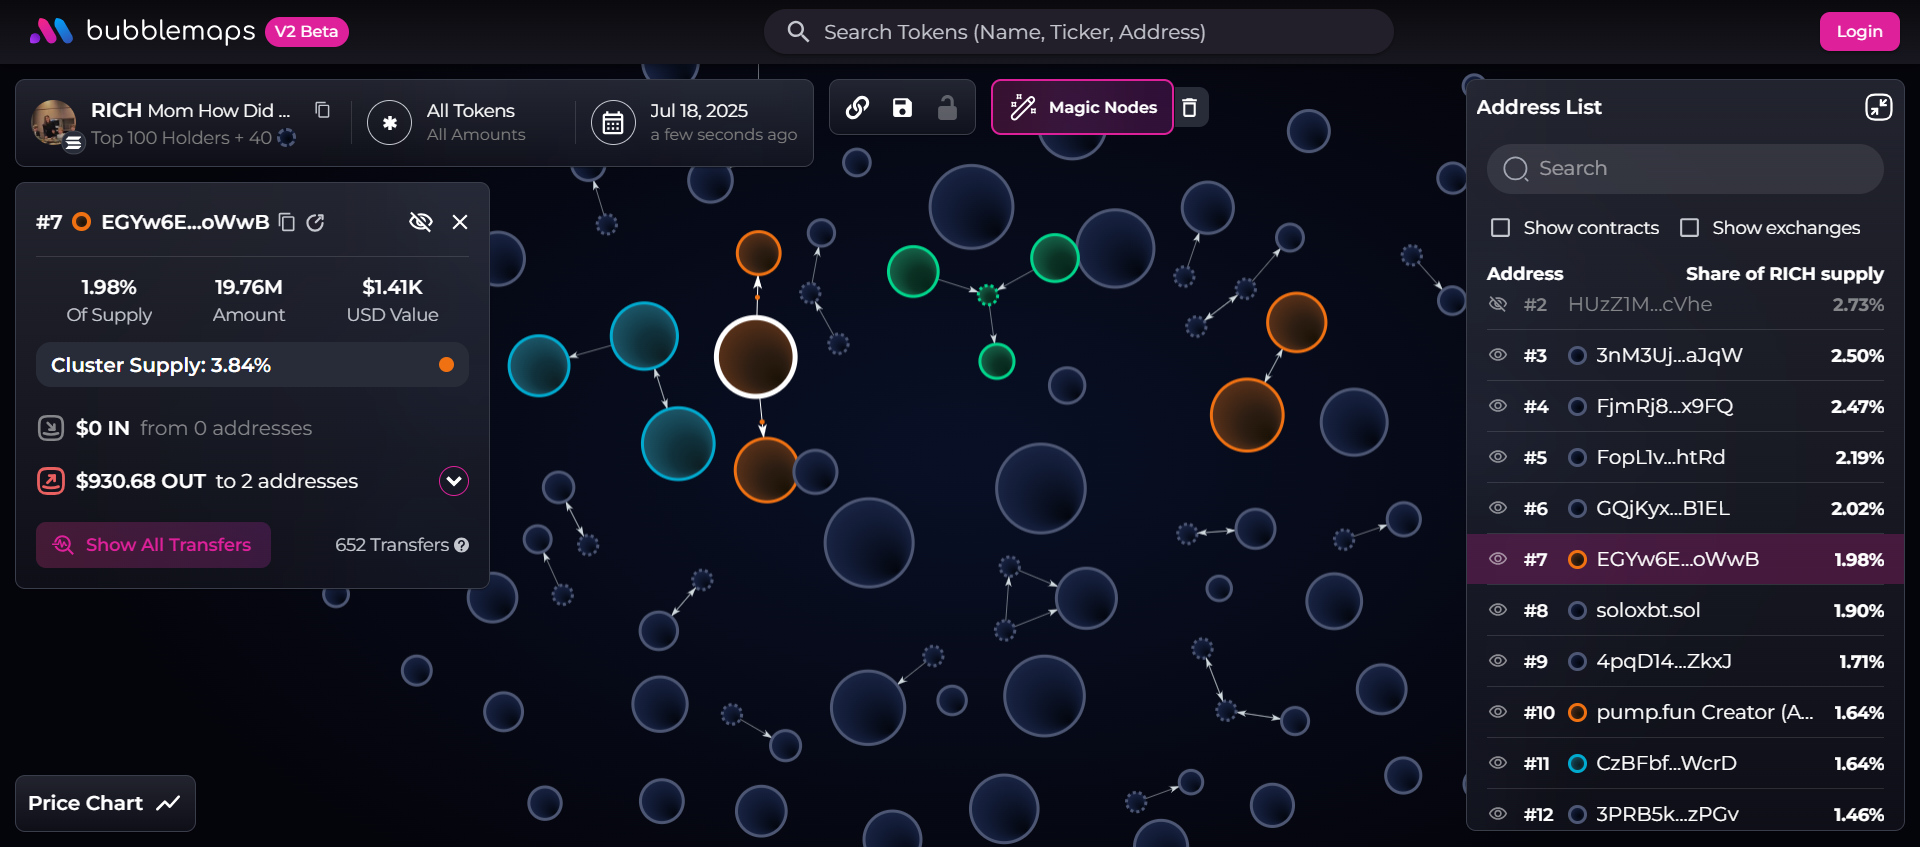 bubblemaps V2 Beta
Search Tokens (Name, Ticker, Address)
Login
RICH Mom How Did ...
Top 100 Holders + 40
All Tokens
All Amounts
Jul 18, 2025
a few seconds ago
Magic Nodes
#7 EGYw6E...oWwB
1.98% 19.76M $1.41K
Of Supply Amount USD Value
Cluster Supply: 3.84%
$0 IN from 0 addresses
$930.68 OUT to 2 addresses
Show All Transfers 652 Transfers ?
Price Chart
Address List
Search
Show contracts Show exchanges
Address Share of RICH supply
#2 HUzZ1M...cVhe 2.73%
#3 3nM3Uj...aJqW 2.50%
#4 FjmRj8...x9FQ 2.47%
#5 FopL1v...htRd 2.19%
#6 GQjKyx...B1EL 2.02%
#7 EGYw6E...oWwB 1.98%
#8 soloxbt.sol 1.90%
#9 4pqD14...ZkxJ 1.71%
#10 pump.fun Creator (A... 1.64%
#11 CzBFbf...WcrD 1.64%
#12 3PRB5k...zPGv 1.46%